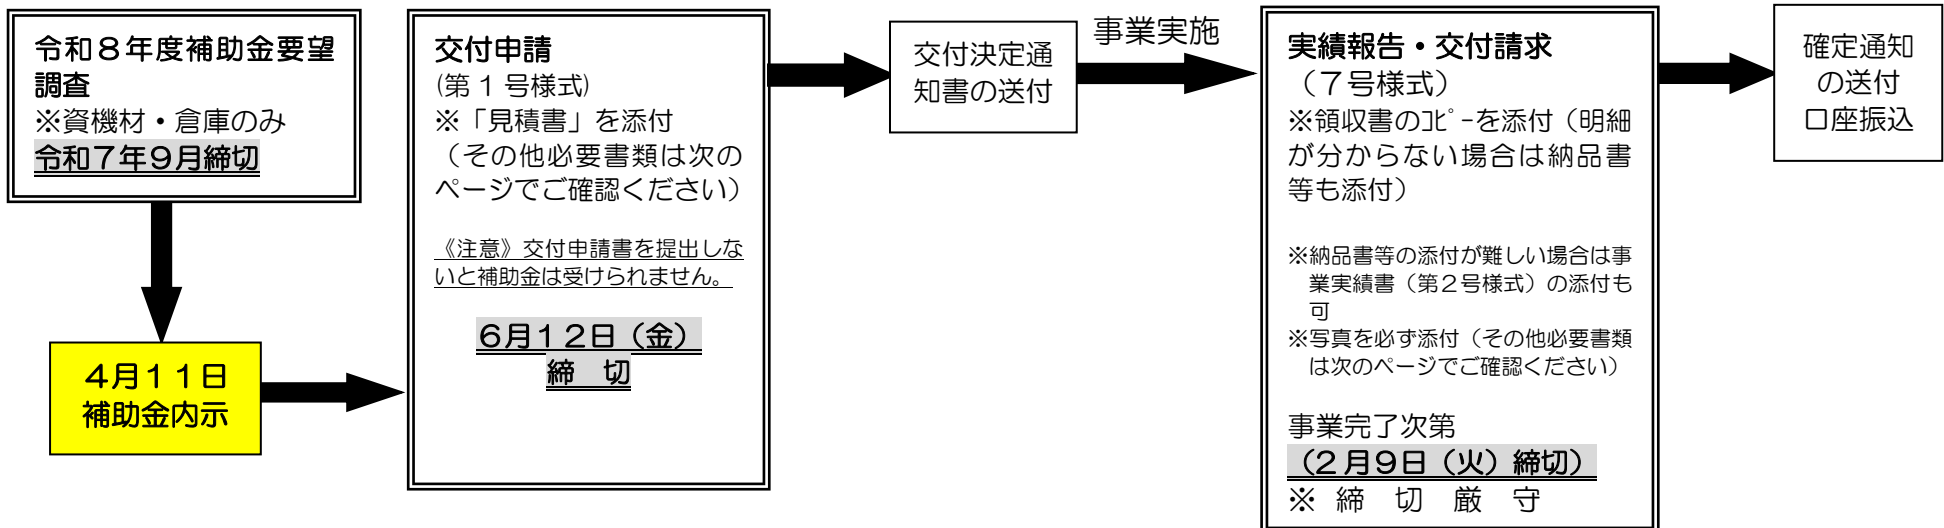 令和８年度補助金要望
調査
※資機材・倉庫のみ
令和７年９月締切
４月１１日
補助金内示
交付申請
(第１号様式)
※「見積書」を添付
（その他必要書類は次の
ページでご確認ください）
《注意》交付申請書を提出しな
いと補助金は受けられません。
６月１２日（金）
締　切
交付決定通
知書の送付
事業実施
実績報告・交付請求
（７号様式）
※領収書のｺﾋﾟｰを添付（明細
が分からない場合は納品書
等も添付）
※納品書等の添付が難しい場合は事
業実績書（第２号様式）の添付も
可
※写真を必ず添付（その他必要書類
は次のページでご確認ください）
事業完了次第
（２月９日（火）締切）
※ 締 切 厳 守
確定通知
の送付
口座振込